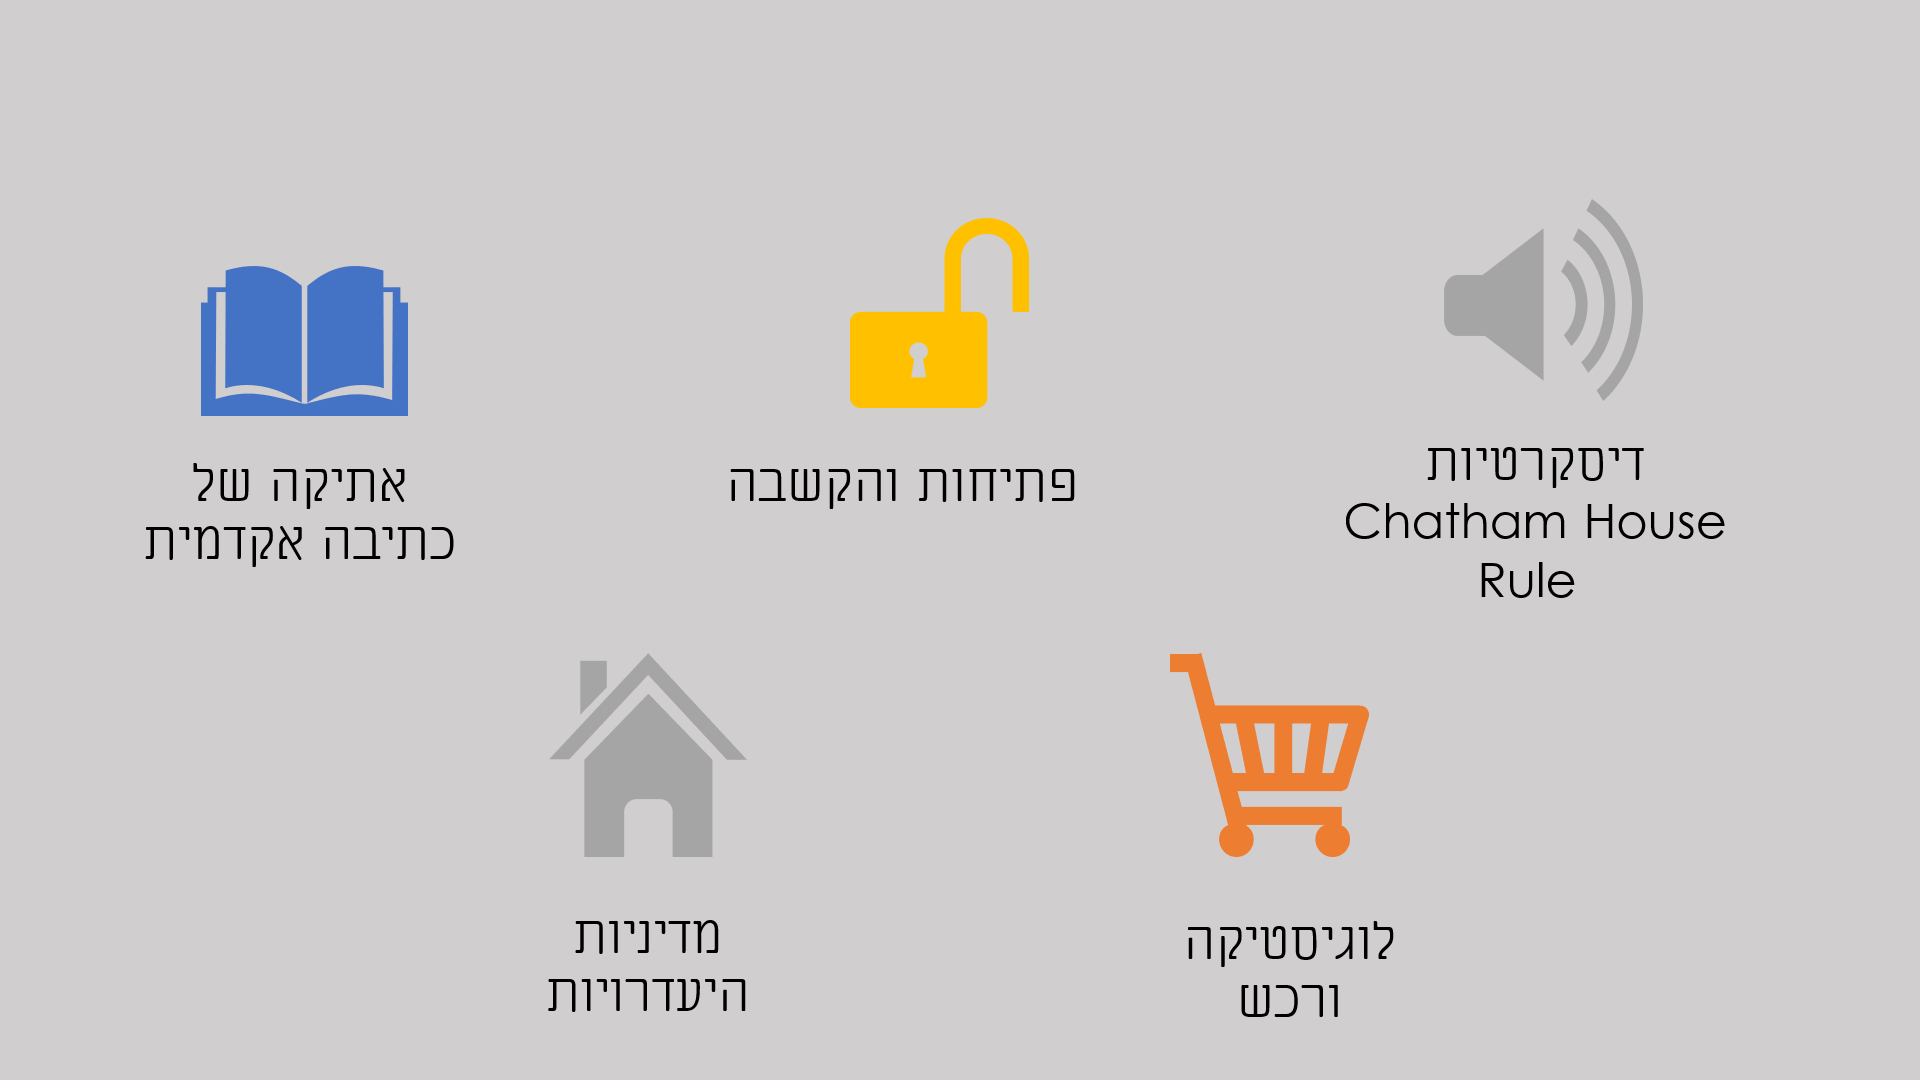 דיסקרטיות
Chatham House
Rule
פתיחות והקשבה
אתיקה של
כתיבה אקדמית
לוגיסטיקה
ורכש
מדיניות
היעדרויות